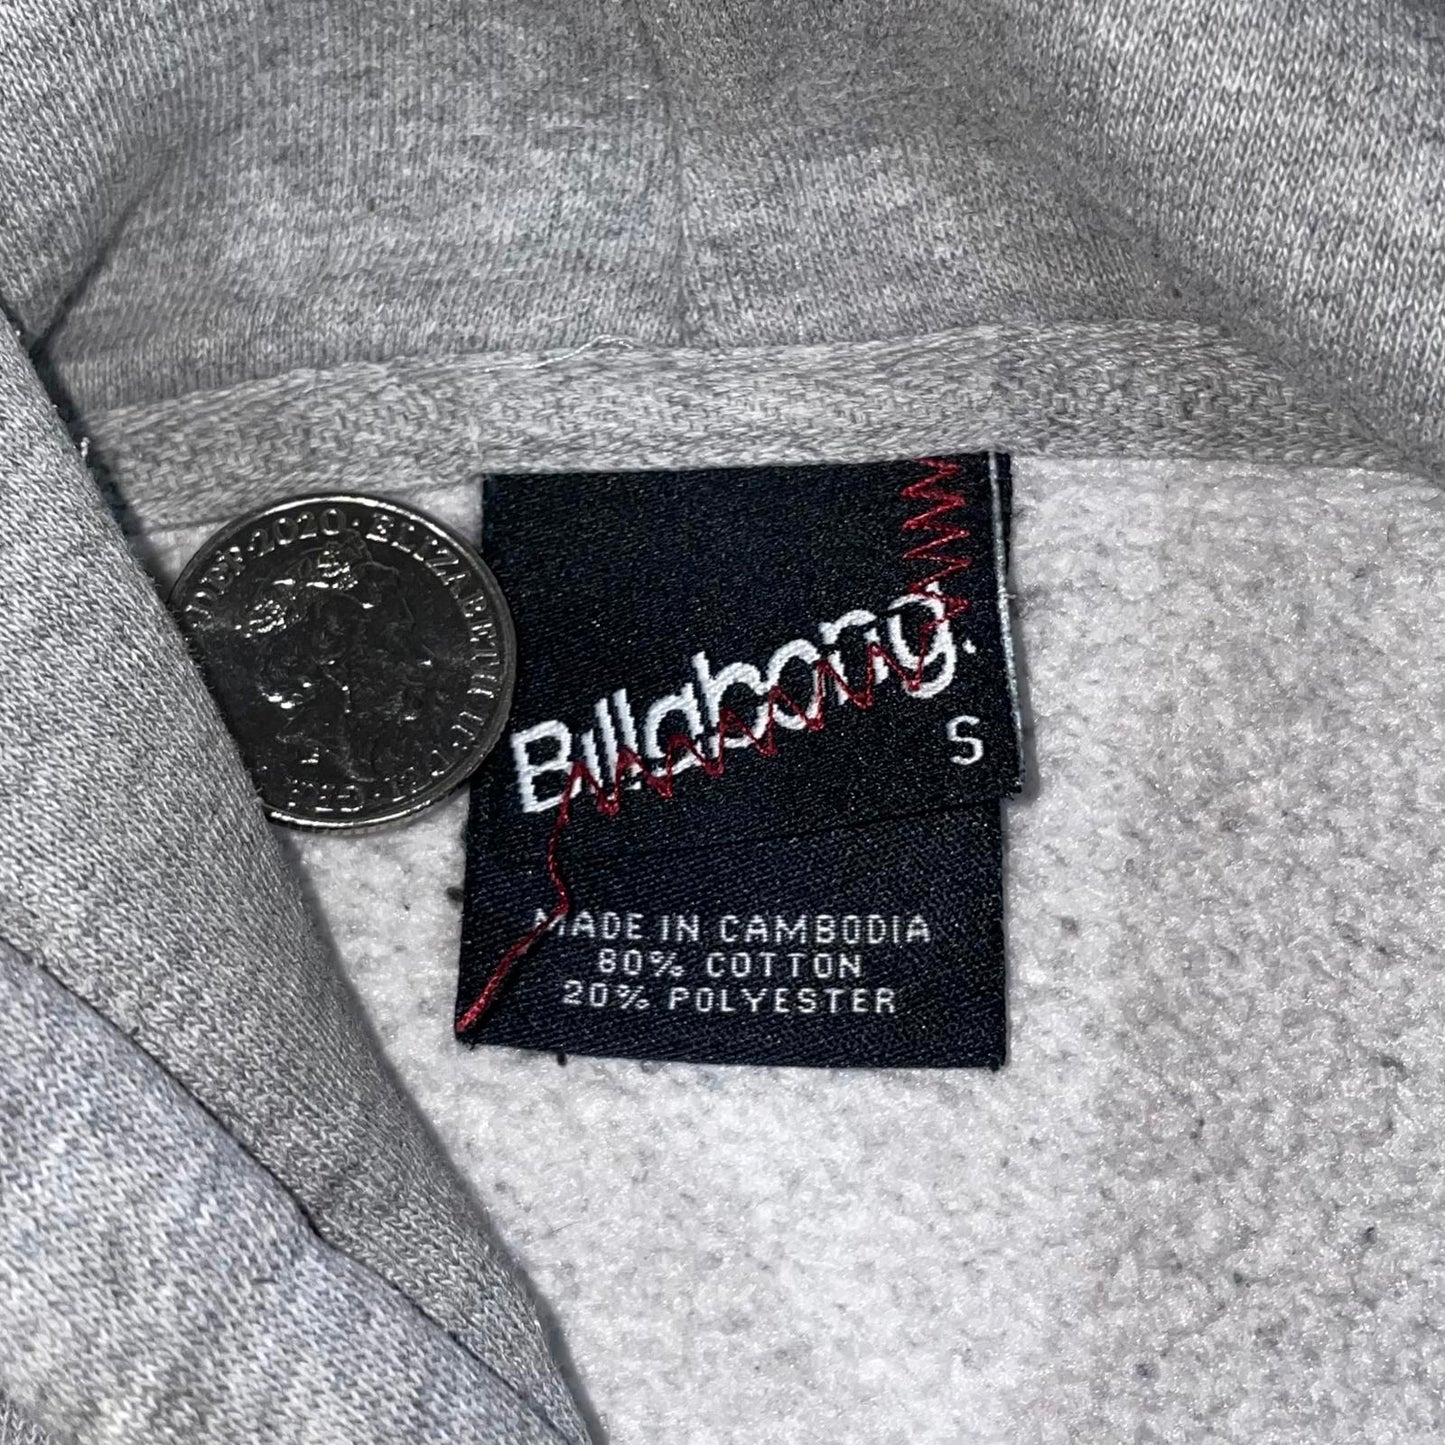 Billabong.
S
MADE IN CAMBODIA
80% COTTON
20% POLYESTER
2020 · ELIZABETH II